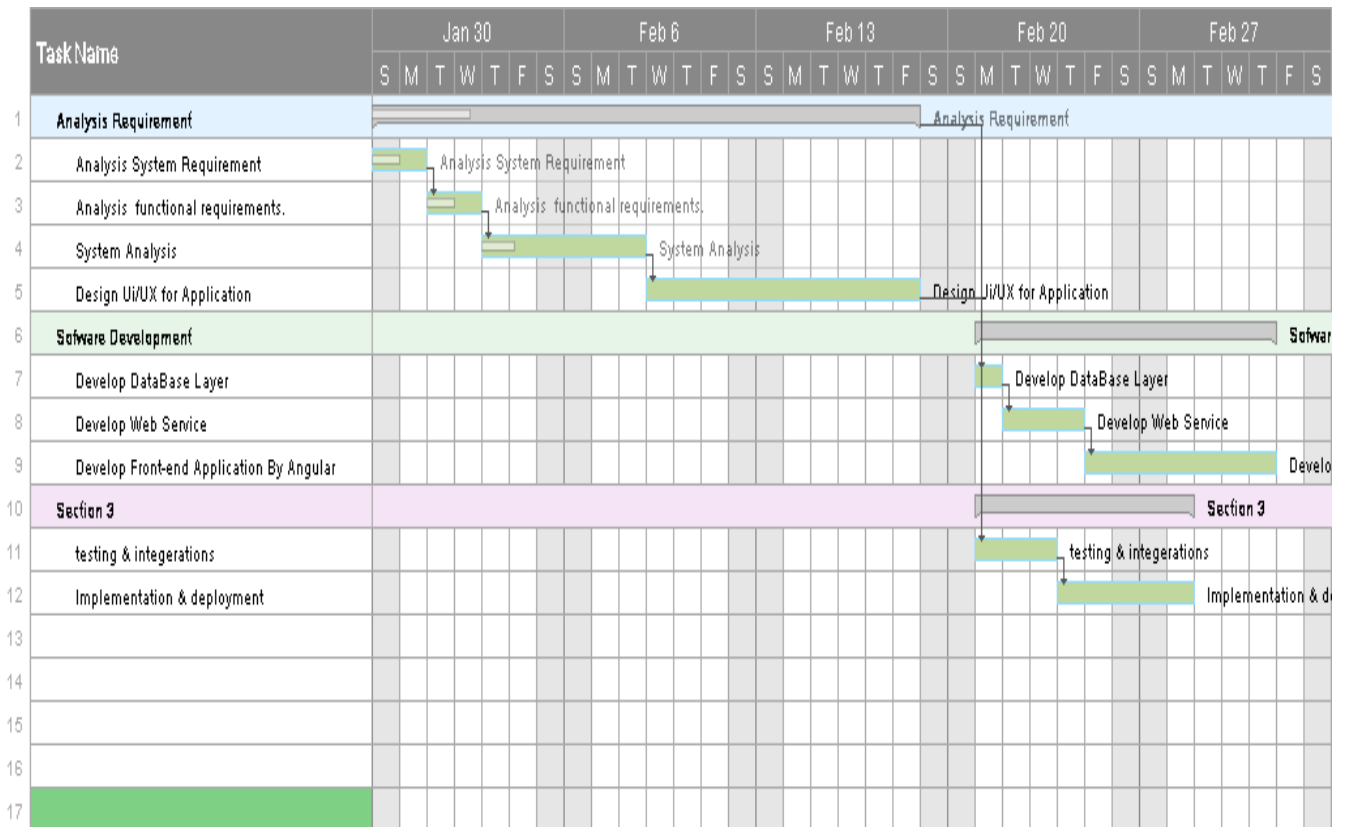 Task Name
Jan 30 Feb 6 Feb 13 Feb 20 Feb 27
S M T W T F S S M T W T F S S M T W T F S S M T W T F S S M T W T F S
1 Analysis Requirement Analysis Requirement
2 Analysis System Requirement Analysis System Requirement
3 Analysis functional requirements. Analysis functional requirements.
4 System Analysis System Analysis
5 Design Ui/UX for Application Design Ui/UX for Application
6 Sofware Development Sofwar
7 Develop DataBase Layer Develop DataBase Layer
8 Develop Web Service Develop Web Service
9 Develop Front-end Application By Angular Develo
10 Section 3 Section 3
11 testing & integerations testing & integerations
12 Implementation & deployment Implementation & d
13
14
15
16
17